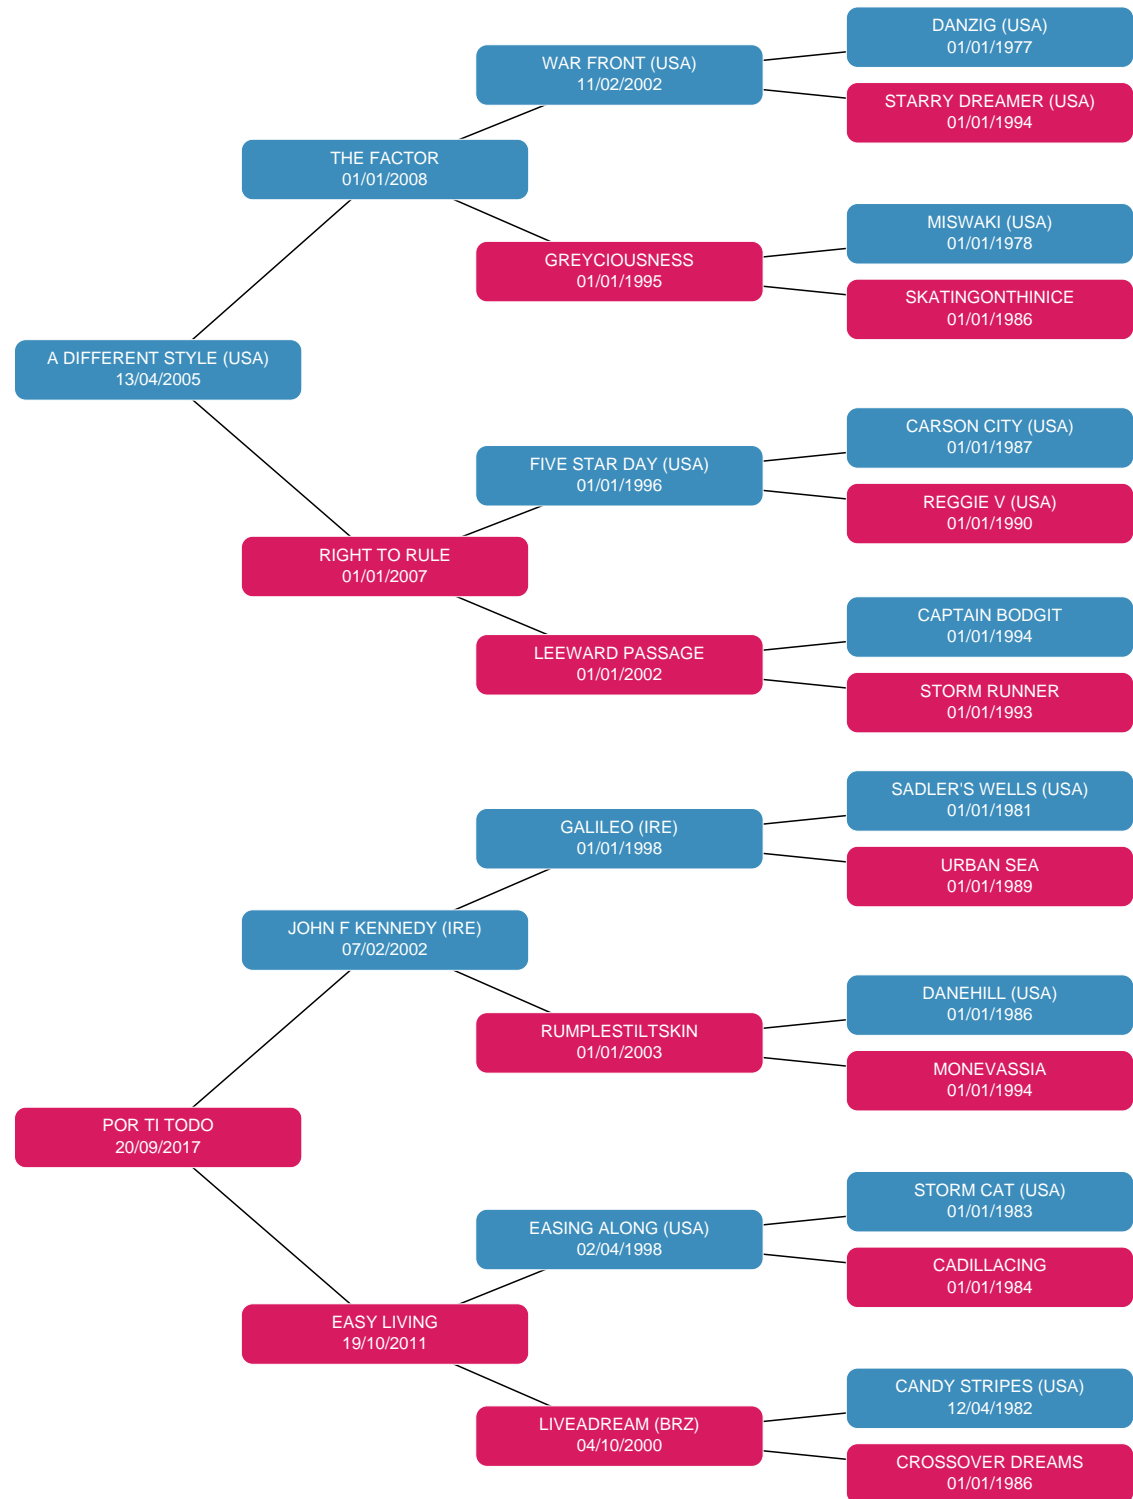 DANZIG (USA)
01/01/1977
WAR FRONT (USA)
11/02/2002
STARRY DREAMER (USA)
01/01/1994
THE FACTOR
01/01/2008
MISWAKI (USA)
01/01/1978
GREYCIOUSNESS
01/01/1995
SKATINGONTHINICE
01/01/1986
A DIFFERENT STYLE (USA)
13/04/2005
CARSON CITY (USA)
01/01/1987
FIVE STAR DAY (USA)
01/01/1996
REGGIE V (USA)
01/01/1990
RIGHT TO RULE
01/01/2007
CAPTAIN BODGIT
01/01/1994
LEEWARD PASSAGE
01/01/2002
STORM RUNNER
01/01/1993
SADLER'S WELLS (USA)
01/01/1981
GALILEO (IRE)
01/01/1998
URBAN SEA
01/01/1989
JOHN F KENNEDY (IRE)
07/02/2002
DANEHILL (USA)
01/01/1986
RUMPLESTILTSKIN
01/01/2003
MONEVASSIA
01/01/1994
POR TI TODO
20/09/2017
STORM CAT (USA)
01/01/1983
EASING ALONG (USA)
02/04/1998
CADILLACING
01/01/1984
EASY LIVING
19/10/2011
CANDY STRIPES (USA)
12/04/1982
LIVEADREAM (BRZ)
04/10/2000
CROSSOVER DREAMS
01/01/1986